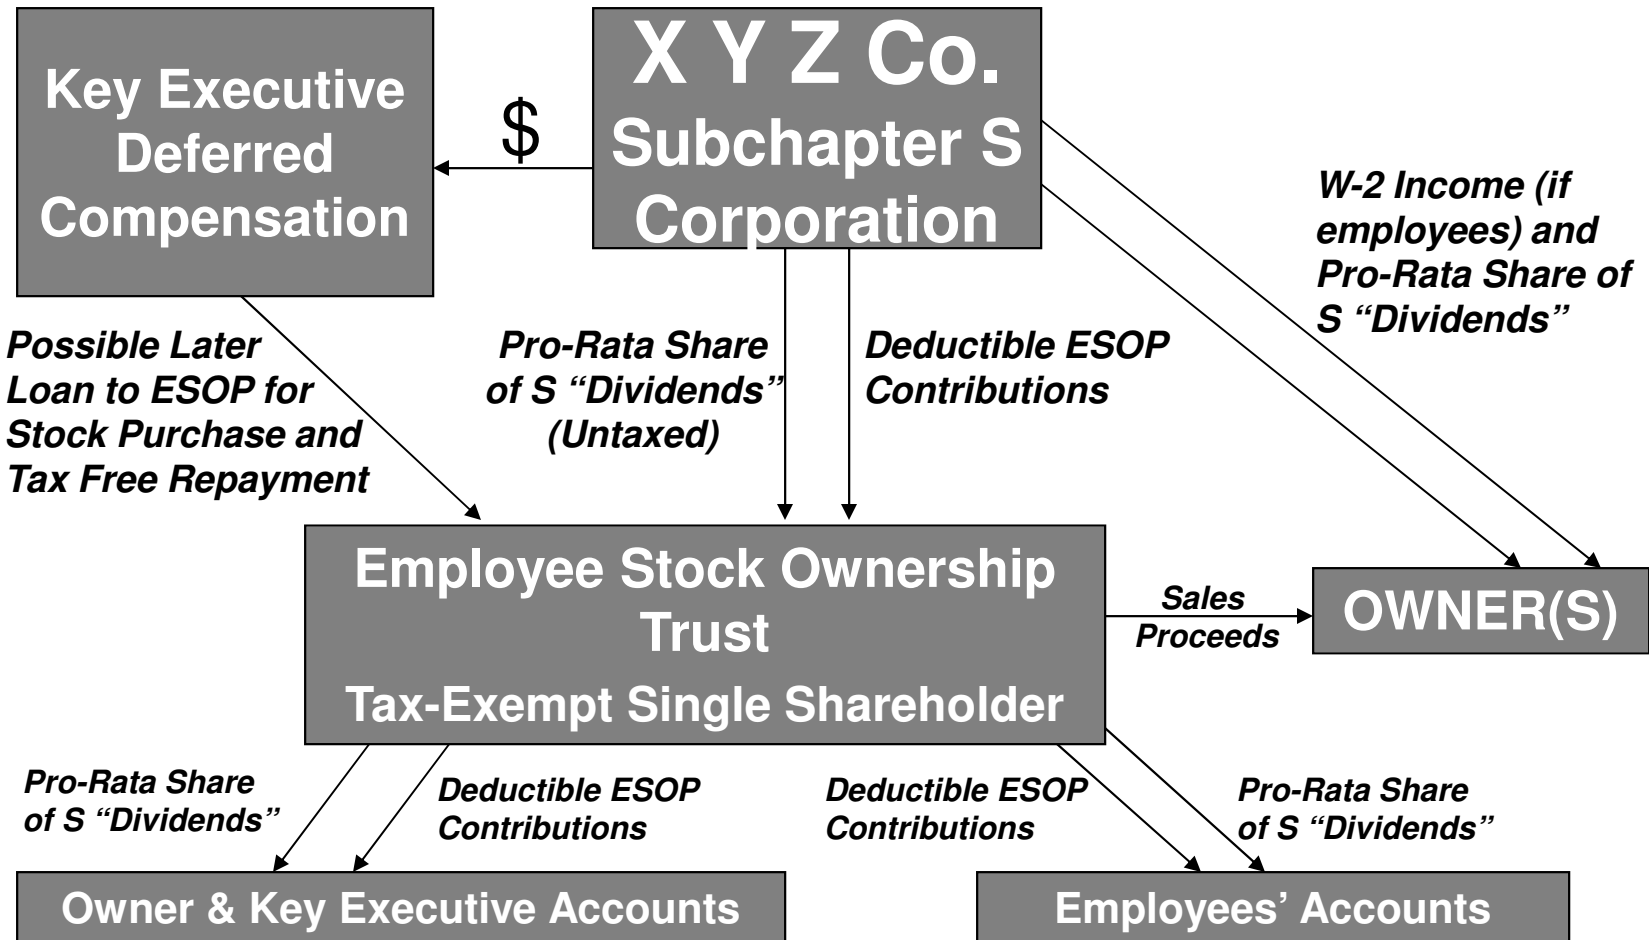 Key Executive
Deferred
Compensation
$
X Y Z Co.
Subchapter S
Corporation
W-2 Income (if
employees) and
Pro-Rata Share of
S “Dividends”
Possible Later
Loan to ESOP for
Stock Purchase and
Tax Free Repayment
Pro-Rata Share
of S “Dividends”
(Untaxed)
Deductible ESOP
Contributions
Employee Stock Ownership
Trust
Tax-Exempt Single Shareholder
Sales
Proceeds
OWNER(S)
Pro-Rata Share
of S “Dividends”
Deductible ESOP
Contributions
Deductible ESOP
Contributions
Pro-Rata Share
of S “Dividends”
Owner & Key Executive Accounts
Employees’ Accounts